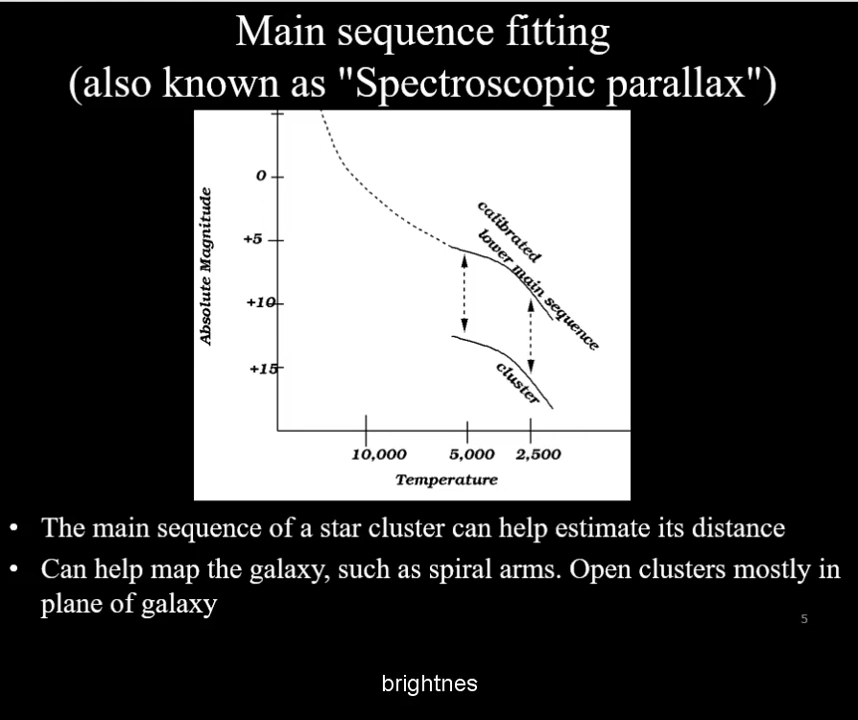 Main sequence fitting
(also known as "Spectroscopic parallax")
0
+5
+10
+15
Absolute Magnitude
calibrated
lower main sequence
cluster
10,000
5,000
2,500
Temperature
• The main sequence of a star cluster can help estimate its distance
• Can help map the galaxy, such as spiral arms. Open clusters mostly in
plane of galaxy
5
brightnes